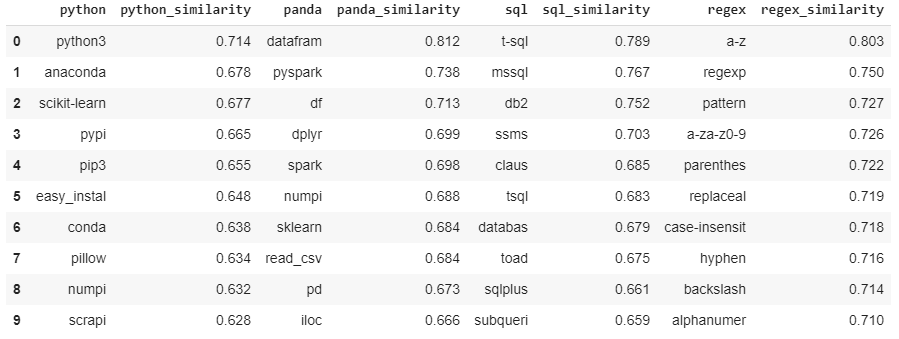 python python_similarity panda panda_similarity sql sql_similarity regex regex_similarity
0 python3 0.714 datafram 0.812 t-sql 0.789 a-z 0.803
1 anaconda 0.678 pyspark 0.738 mssql 0.767 regexp 0.750
2 scikit-learn 0.677 df 0.713 db2 0.752 pattern 0.727
3 pypi 0.665 dplyr 0.699 ssms 0.703 a-za-z0-9 0.726
4 pip3 0.655 spark 0.698 claus 0.685 parenthes 0.722
5 easy_instal 0.648 numpi 0.688 tsql 0.683 replaceal 0.719
6 conda 0.638 sklearn 0.684 databas 0.679 case-insensit 0.718
7 pillow 0.634 read_csv 0.684 toad 0.675 hyphen 0.716
8 numpi 0.632 pd 0.673 sqlplus 0.661 backslash 0.714
9 scrapi 0.628 iloc 0.666 subqueri 0.659 alphanumer 0.710